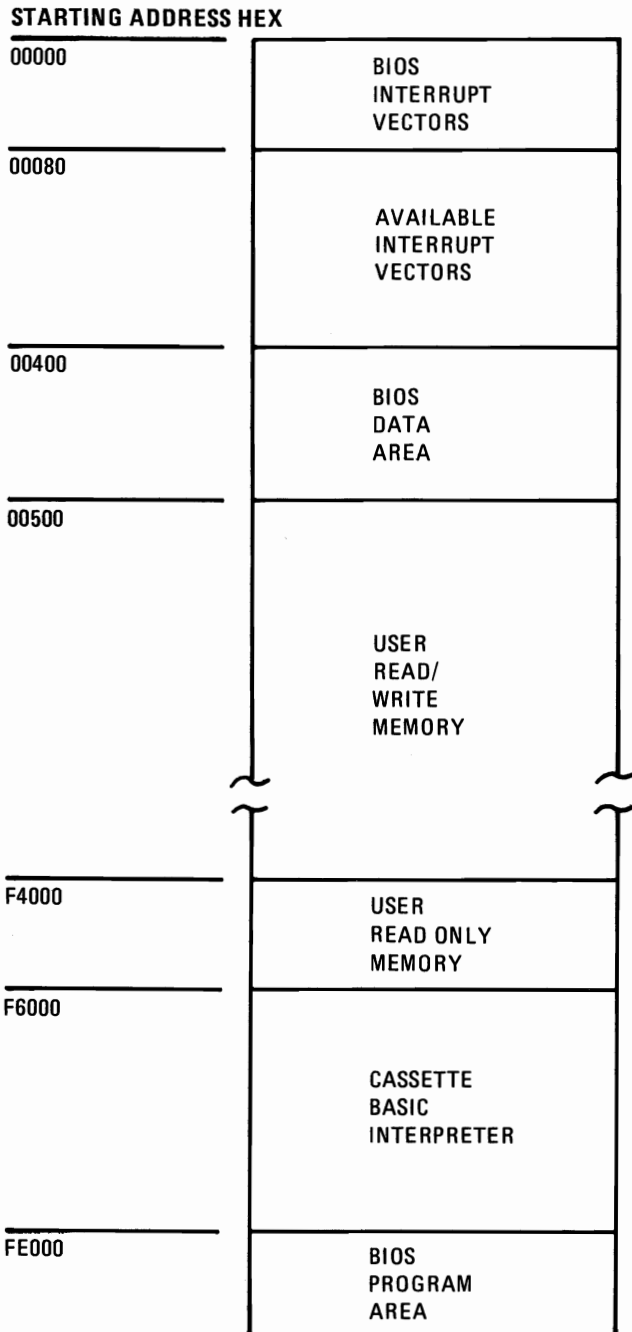 STARTING ADDRESS HEX
00000
BIOS
INTERRUPT
VECTORS
00080
AVAILABLE
INTERRUPT
VECTORS
00400
BIOS
DATA
AREA
00500
USER
READ/
WRITE
MEMORY
F4000
USER
READ ONLY
MEMORY
F6000
CASSETTE
BASIC
INTERPRETER
FE000
BIOS
PROGRAM
AREA